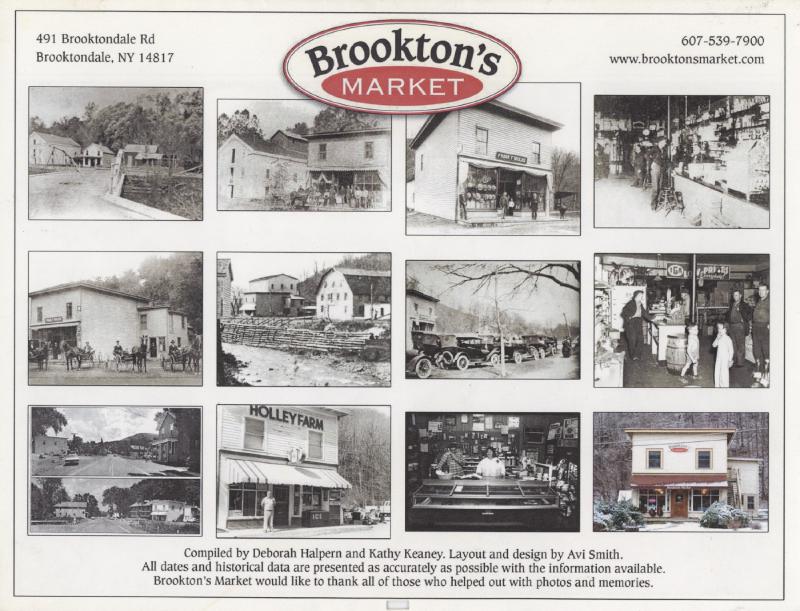 491 Brooktondale Rd
Brooktondale, NY 14817
Brookton's
MARKET
607-539-7900
www.brooktonsmarket.com
HOLLEY FARM
ICE
Compiled by Deborah Halpern and Kathy Keaney. Layout and design by Avi Smith.
All dates and historical data are presented as accurately as possible with the information available.
Brookton's Market would like to thank all of those who helped out with photos and memories.